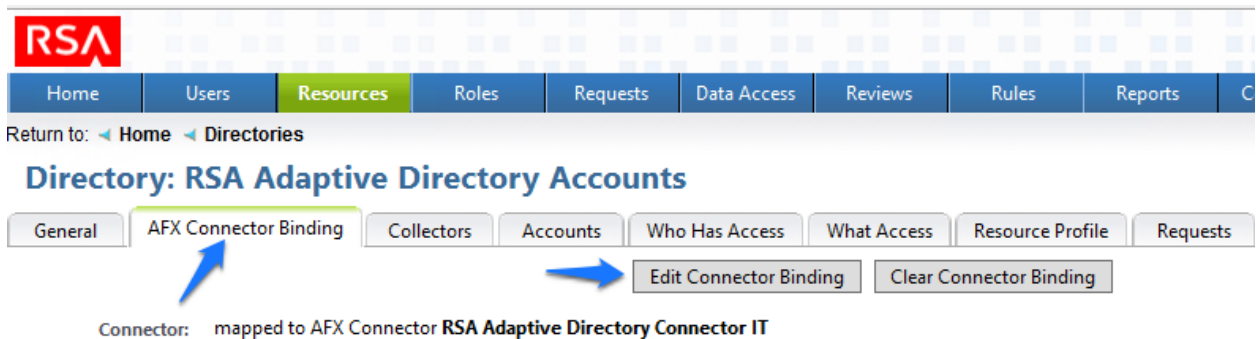 RSA
Home Users Resources Roles Requests Data Access Reviews Rules Reports C
Return to: Home Directories
Directory: RSA Adaptive Directory Accounts
General AFX Connector Binding Collectors Accounts Who Has Access What Access Resource Profile Requests
Edit Connector Binding Clear Connector Binding
Connector: mapped to AFX Connector RSA Adaptive Directory Connector IT